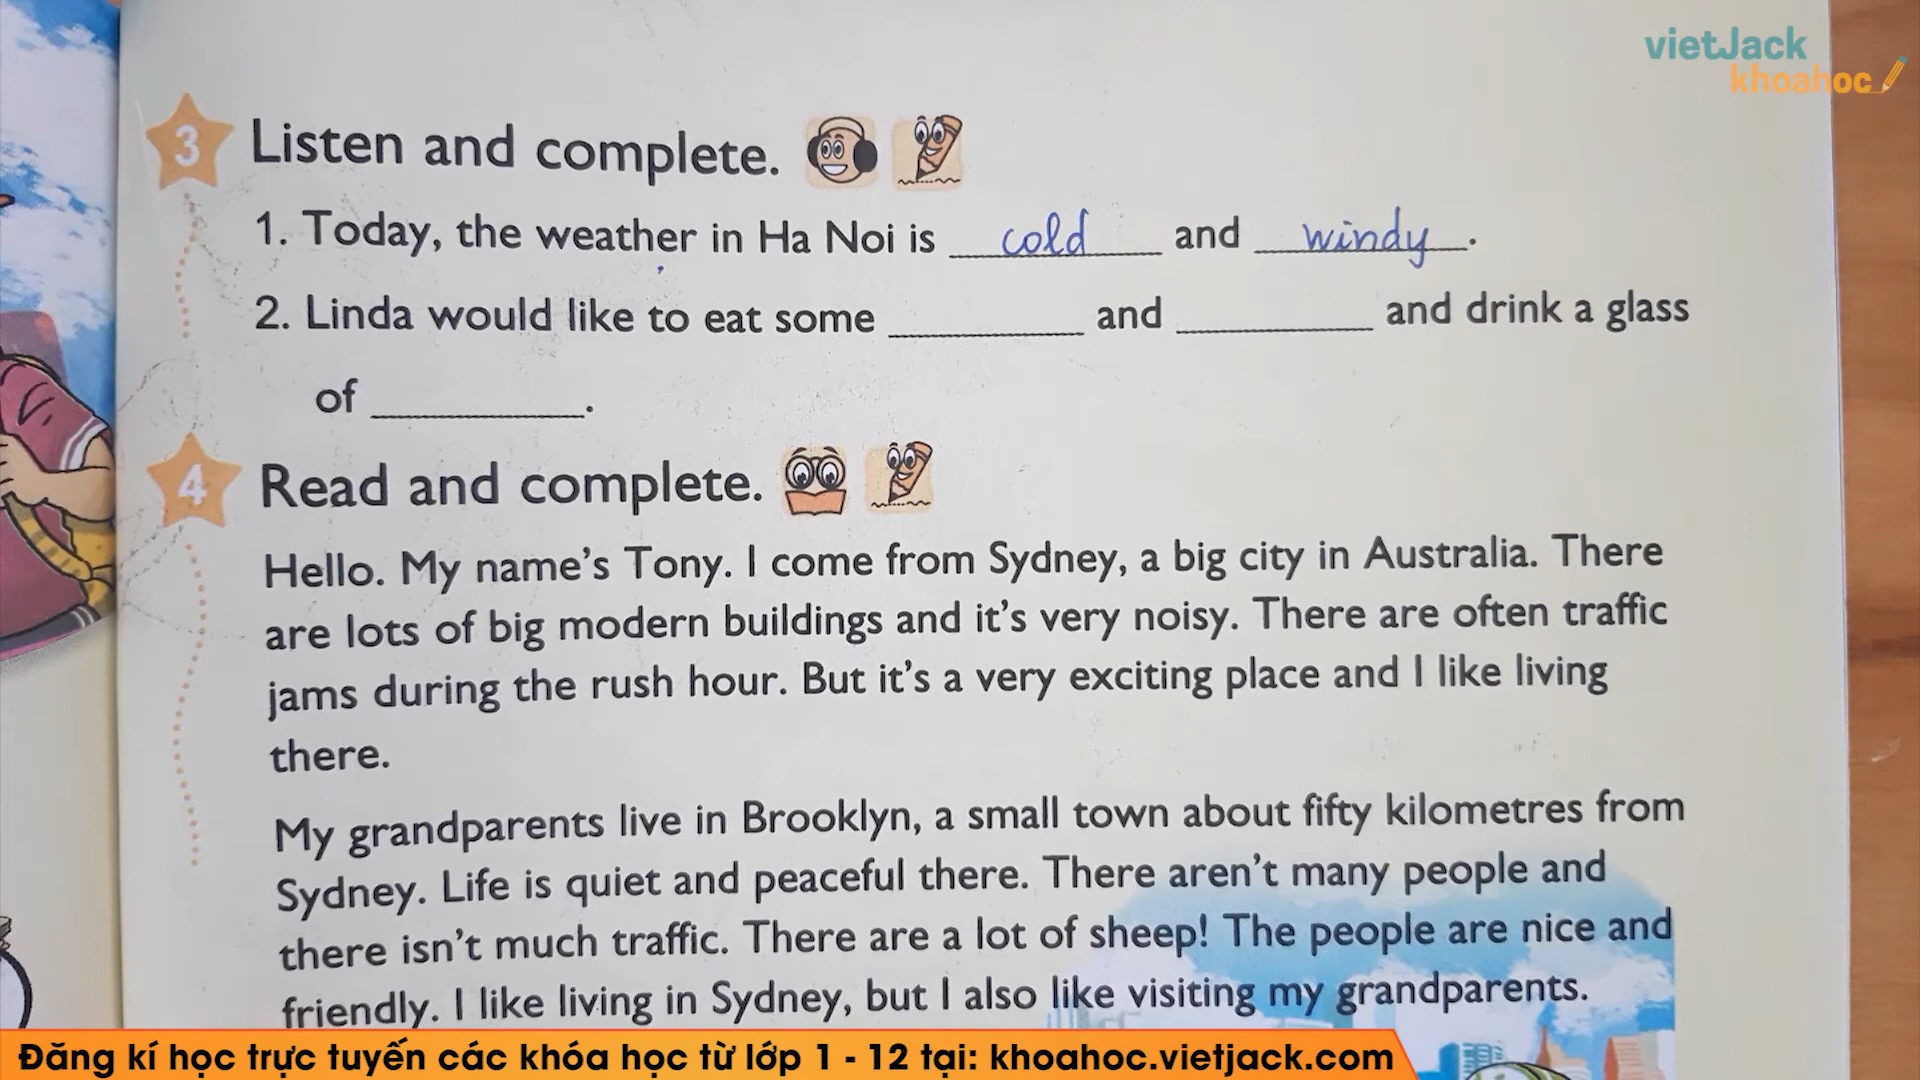 vietJack
khoahoc
3 Listen and complete.
1. Today, the weather in Ha Noi is cold and windy.
2. Linda would like to eat some __________ and __________ and drink a glass
of __________.
4 Read and complete.
Hello. My name's Tony. I come from Sydney, a big city in Australia. There
are lots of big modern buildings and it's very noisy. There are often traffic
jams during the rush hour. But it's a very exciting place and I like living
there.
My grandparents live in Brooklyn, a small town about fifty kilometres from
Sydney. Life is quiet and peaceful there. There aren't many people and
there isn't much traffic. There are a lot of sheep! The people are nice and
friendly. I like living in Sydney, but I also like visiting my grandparents.
Đăng kí học trực tuyến các khóa học từ lớp 1 - 12 tại: khoahoc.vietjack.com